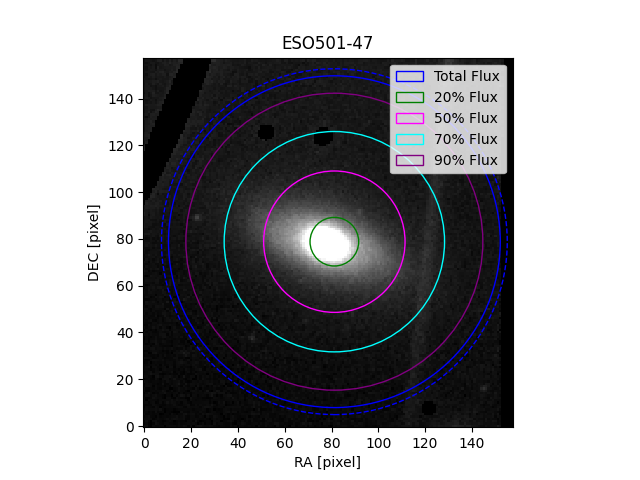 ESO501-47
Total Flux
20% Flux
50% Flux
70% Flux
90% Flux
DEC [pixel]
140
120
100
80
60
40
20
0
0 20 40 60 80 100 120 140
RA [pixel]